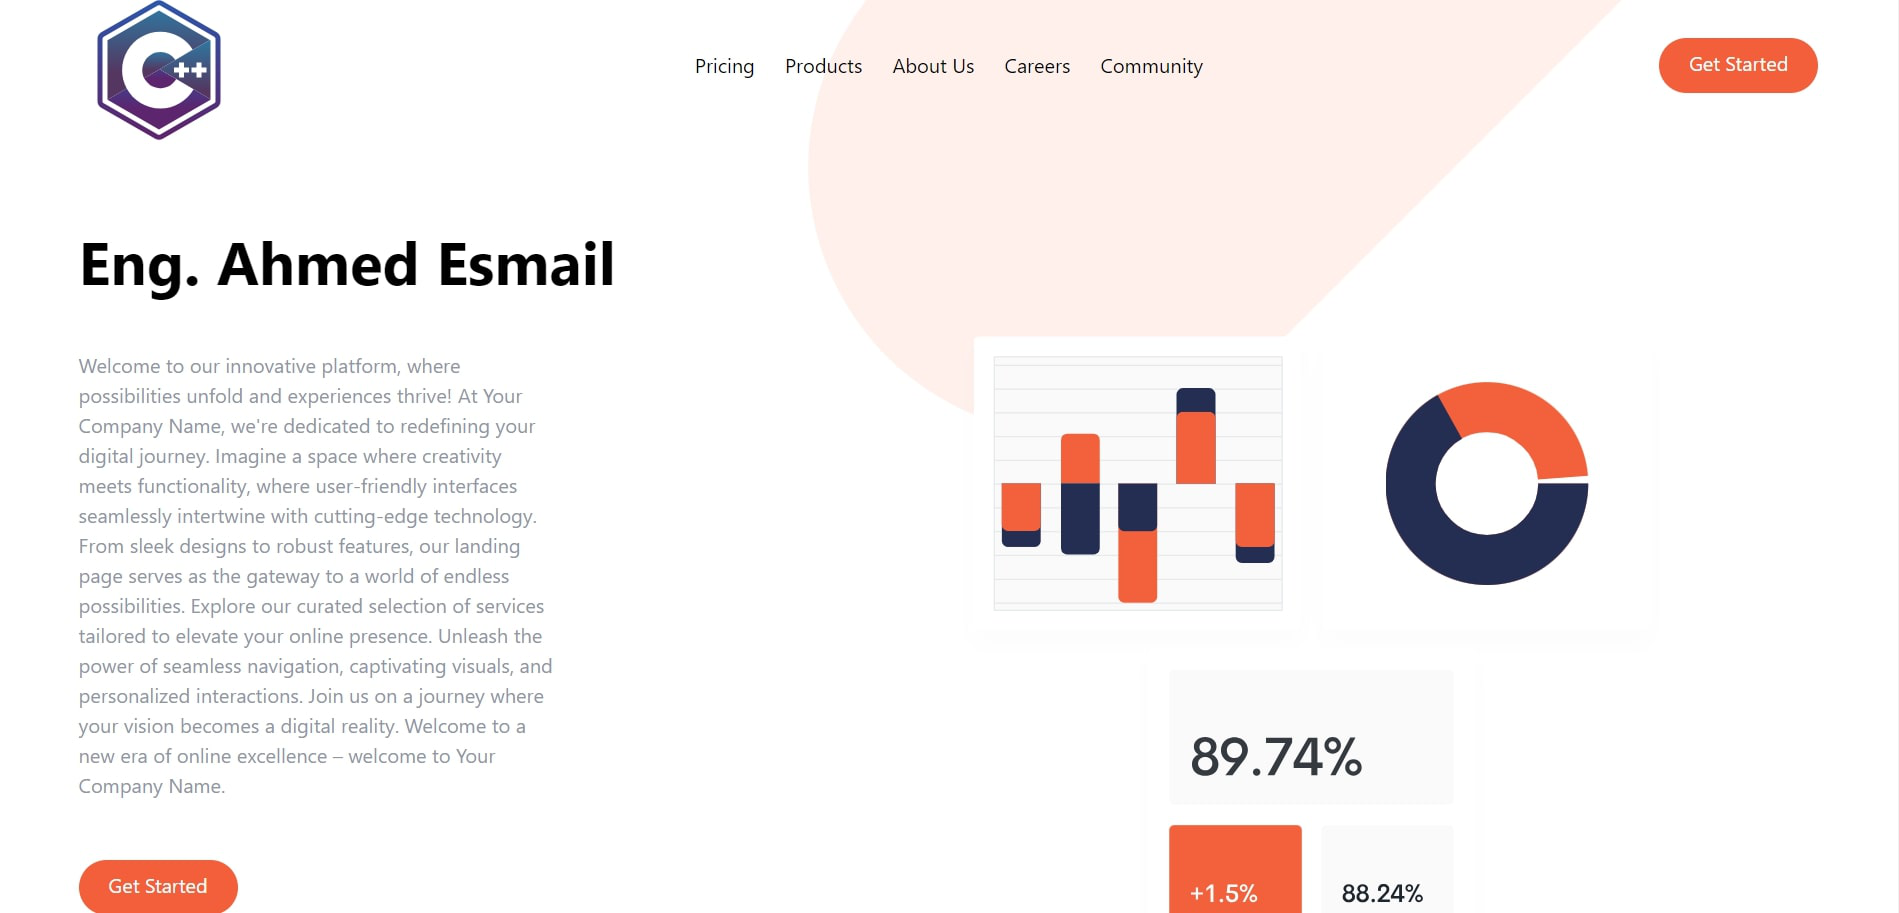 C++
Pricing Products About Us Careers Community
Get Started
Eng. Ahmed Esmail
Welcome to our innovative platform, where
possibilities unfold and experiences thrive! At Your
Company Name, we're dedicated to redefining your
digital journey. Imagine a space where creativity
meets functionality, where user-friendly interfaces
seamlessly intertwine with cutting-edge technology.
From sleek designs to robust features, our landing
page serves as the gateway to a world of endless
possibilities. Explore our curated selection of services
tailored to elevate your online presence. Unleash the
power of seamless navigation, captivating visuals, and
personalized interactions. Join us on a journey where
your vision becomes a digital reality. Welcome to a
new era of online excellence – welcome to Your
Company Name.
Get Started
89.74%
+1.5%
88.24%